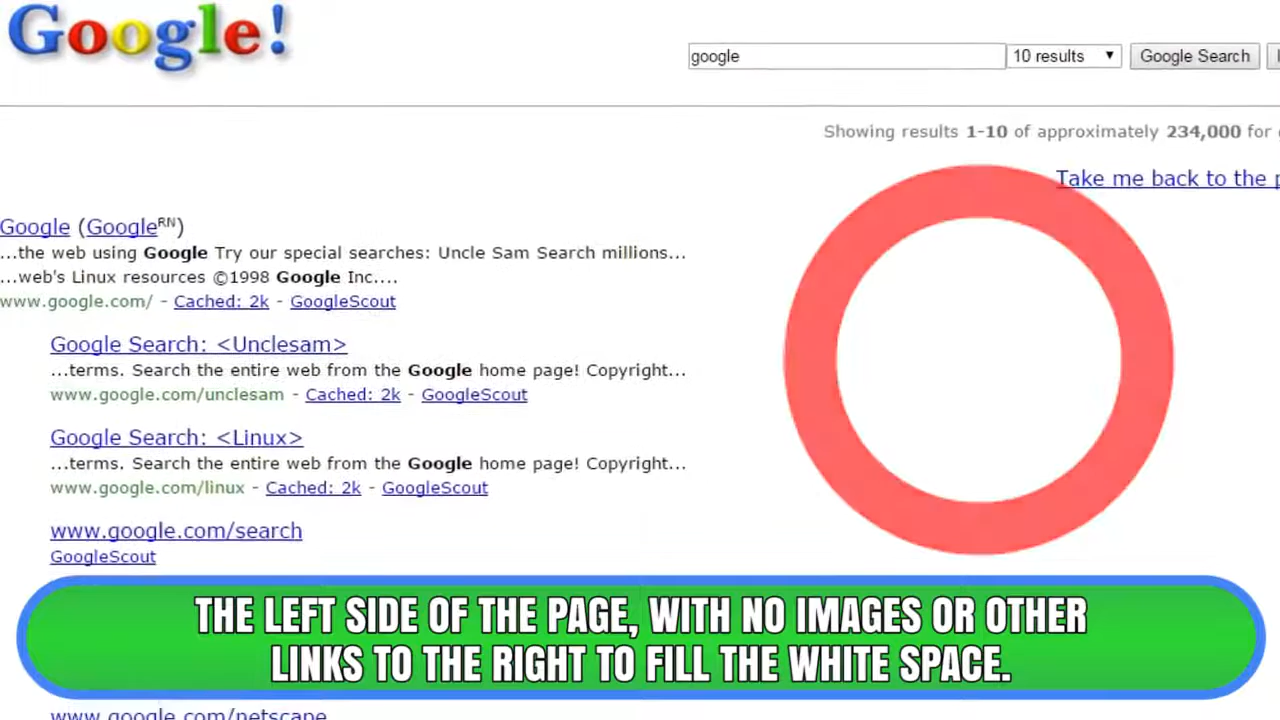 Google!
google
10 results
Google Search
Showing results 1-10 of approximately 234,000 for
Take me back to the
Google (GoogleRN)
...the web using Google Try our special searches: Uncle Sam Search millions...
...web's Linux resources ©1998 Google Inc....
www.google.com/ - Cached: 2k - GoogleScout
Google Search: <Unclesam>
...terms. Search the entire web from the Google home page! Copyright...
www.google.com/unclesam - Cached: 2k - GoogleScout
Google Search: <Linux>
...terms. Search the entire web from the Google home page! Copyright...
www.google.com/linux - Cached: 2k - GoogleScout
www.google.com/search
GoogleScout
THE LEFT SIDE OF THE PAGE, WITH NO IMAGES OR OTHER
LINKS TO THE RIGHT TO FILL THE WHITE SPACE.
www.google.com/netscape